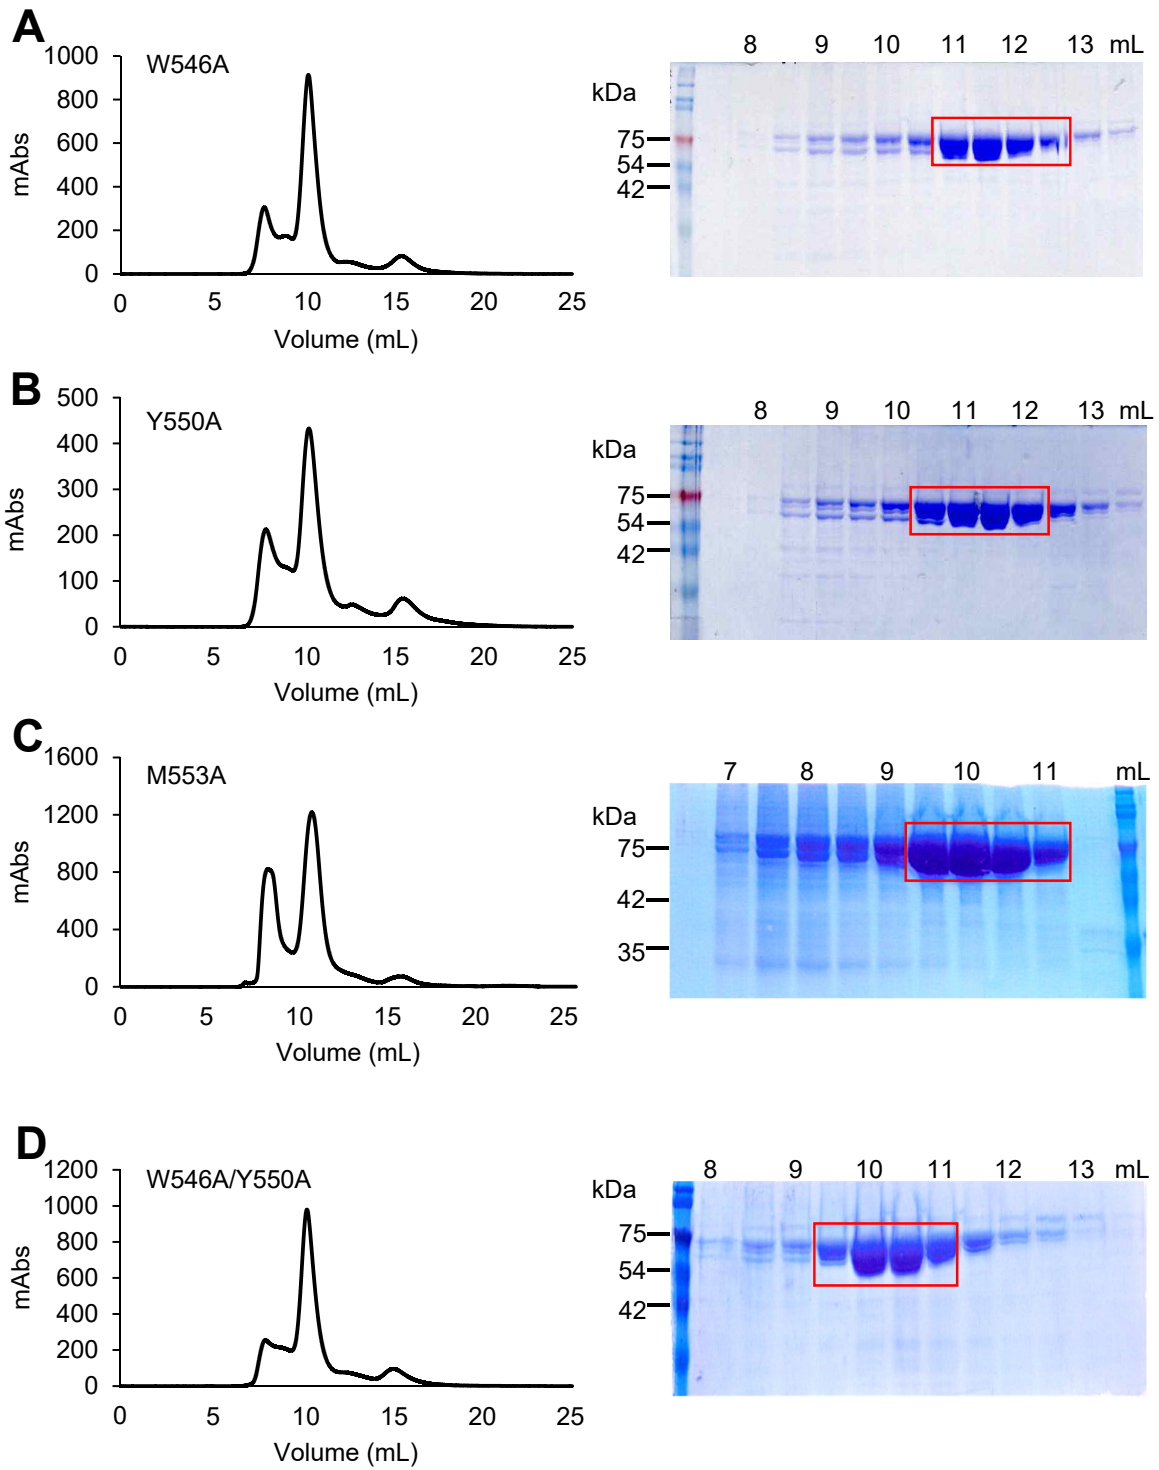 A
W546A
1000
800
600
400
200
0
mAbs
0 5 10 15 20 25
Volume (mL)
8 9 10 11 12 13 mL
kDa
75
54
42
B
Y550A
500
400
300
200
100
0
mAbs
0 5 10 15 20 25
Volume (mL)
8 9 10 11 12 13 mL
kDa
75
54
42
C
M553A
1600
1200
800
400
0
mAbs
0 5 10 15 20 25
Volume (mL)
7 8 9 10 11 mL
kDa
75
42
35
D
W546A/Y550A
1200
1000
800
600
400
200
0
mAbs
0 5 10 15 20 25
Volume (mL)
8 9 10 11 12 13 mL
kDa
75
54
42